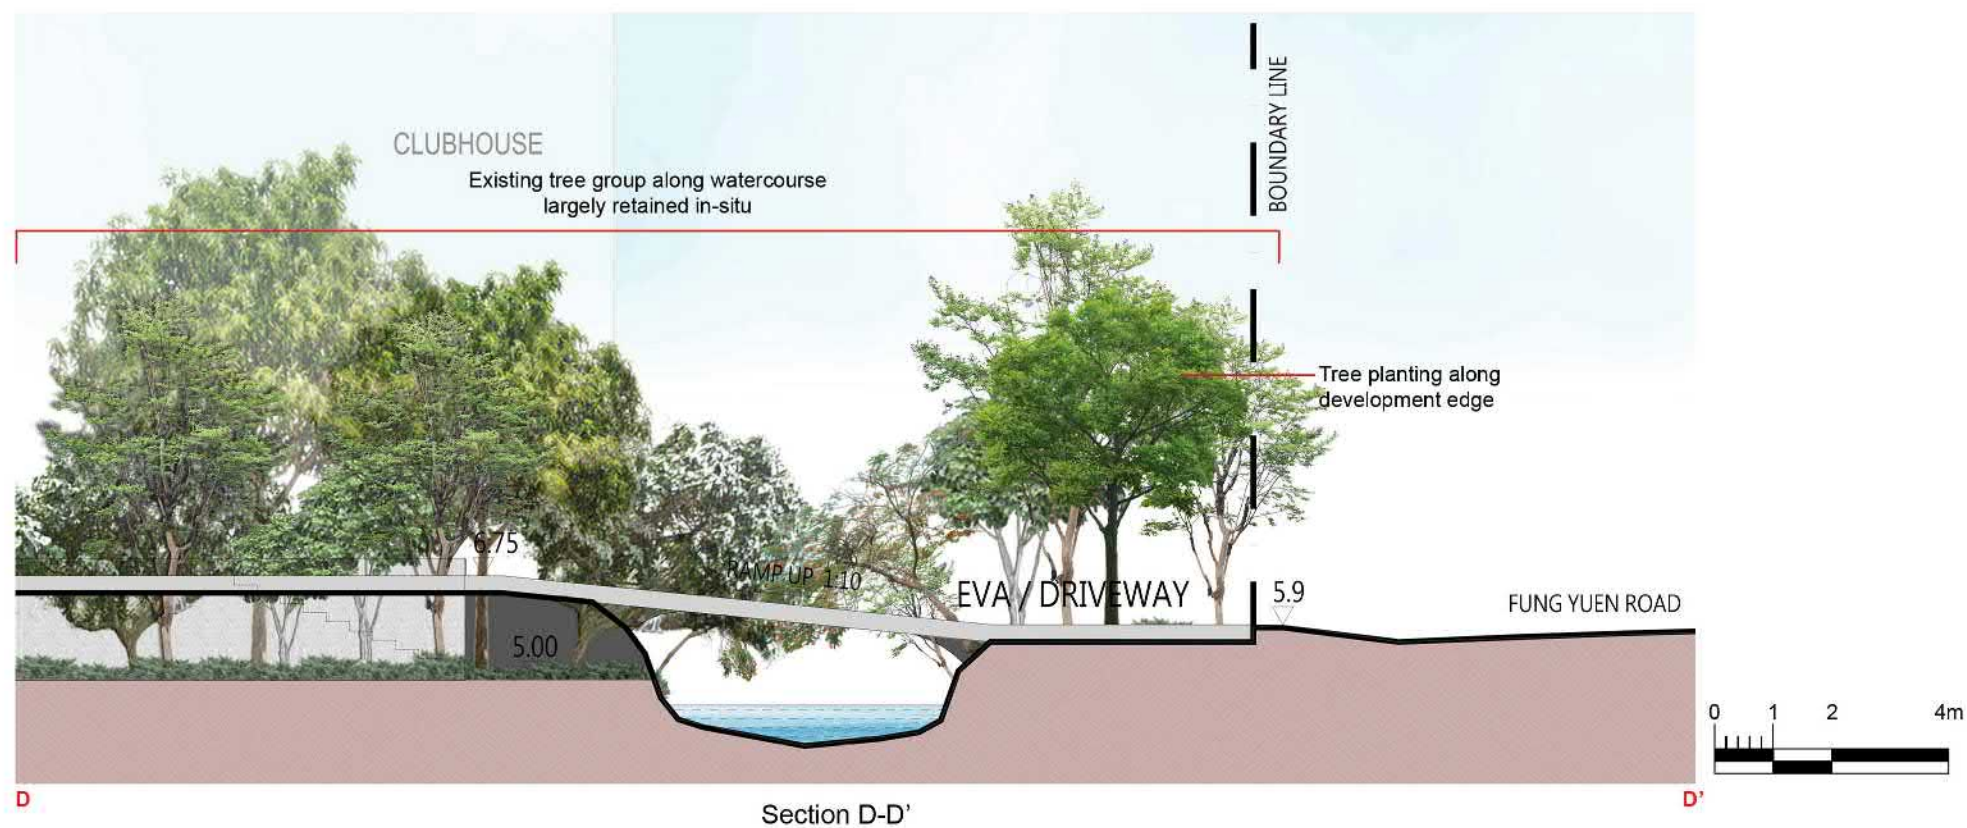 CLUBHOUSE
Existing tree group along watercourse
largely retained in-situ
BOUNDARY LINE
Tree planting along
development edge
6.75
RAMP UP 1:10
EVA / DRIVEWAY
5.9
FUNG YUEN ROAD
5.00
0 1 2 4m
D
D'
Section D-D'